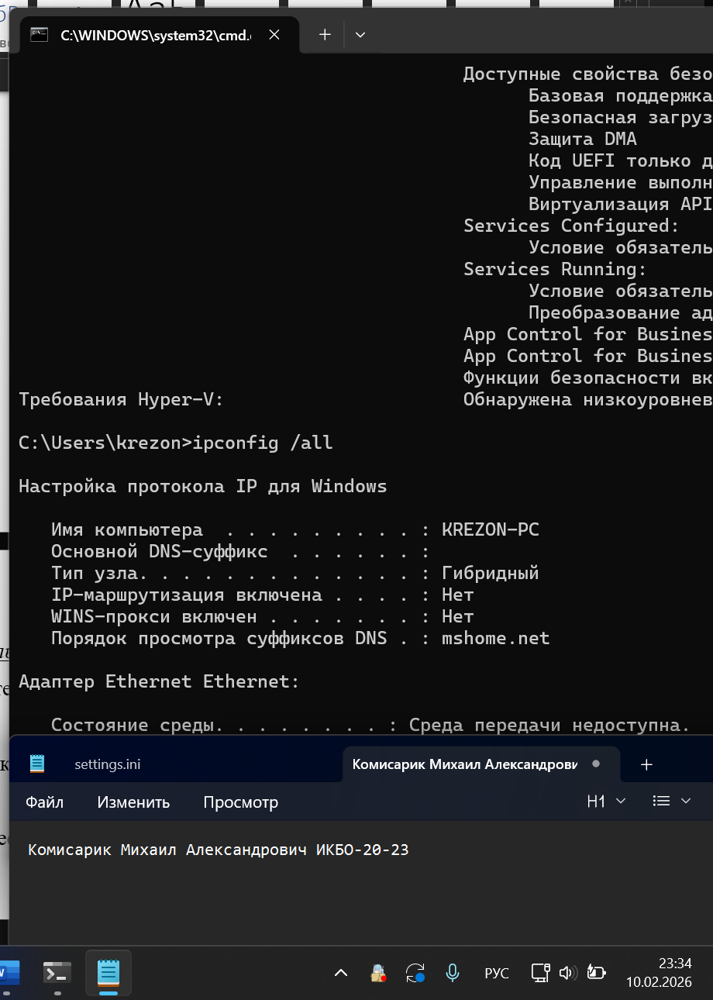 C:\WINDOWS\system32\cmd.
Доступные свойства безо
Базовая поддержка
Безопасная загруз
Защита DMA
Код UEFI только д
Управление выполн
Виртуализация API
Services Configured:
Условие обязатель
Services Running:
Условие обязатель
Преобразование ад
App Control for Busines
App Control for Busines
Функции безопасности вк
Требования Hyper-V: Обнаружена низкоуровнев
C:\Users\krezon>ipconfig /all
Настройка протокола IP для Windows
Имя компьютера . . . . . . . . . : KREZON-PC
Основной DNS-суффикс . . . . . . :
Тип узла. . . . . . . . . . . . . : Гибридный
IP-маршрутизация включена . . . . : Нет
WINS-прокси включен . . . . . . . : Нет
Порядок просмотра суффиксов DNS . : mshome.net
Адаптер Ethernet Ethernet:
Состояние среды. . . . . . . . : Среда передачи недоступна.
settings.ini
Комисарик Михаил Александрови
Файл Изменить Просмотр H1
Комисарик Михаил Александрович ИКБО-20-23
РУС
23:34
10.02.2026